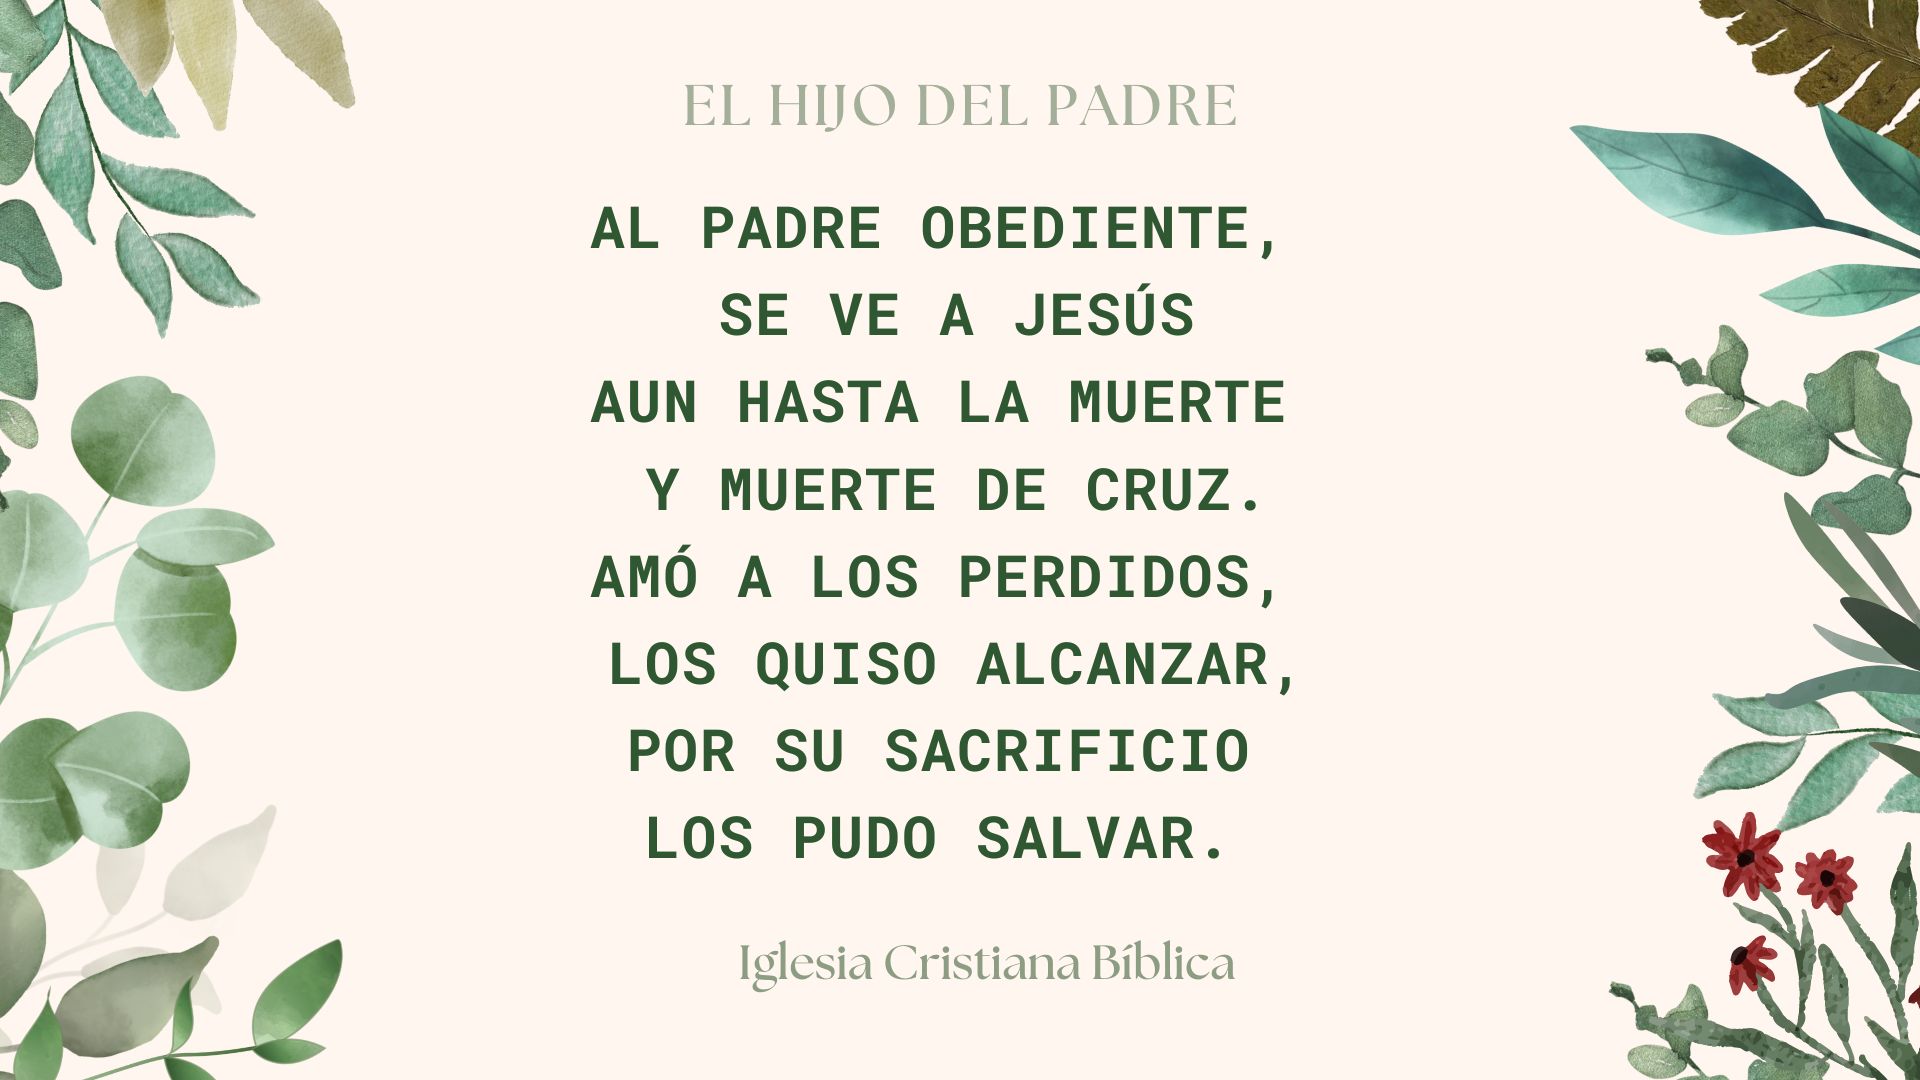 EL HIJO DEL PADRE
AL PADRE OBEDIENTE,
SE VE A JESÚS
AUN HASTA LA MUERTE
Y MUERTE DE CRUZ.
AMÓ A LOS PERDIDOS,
LOS QUISO ALCANZAR,
POR SU SACRIFICIO
LOS PUDO SALVAR.
Iglesia Cristiana Bíblica